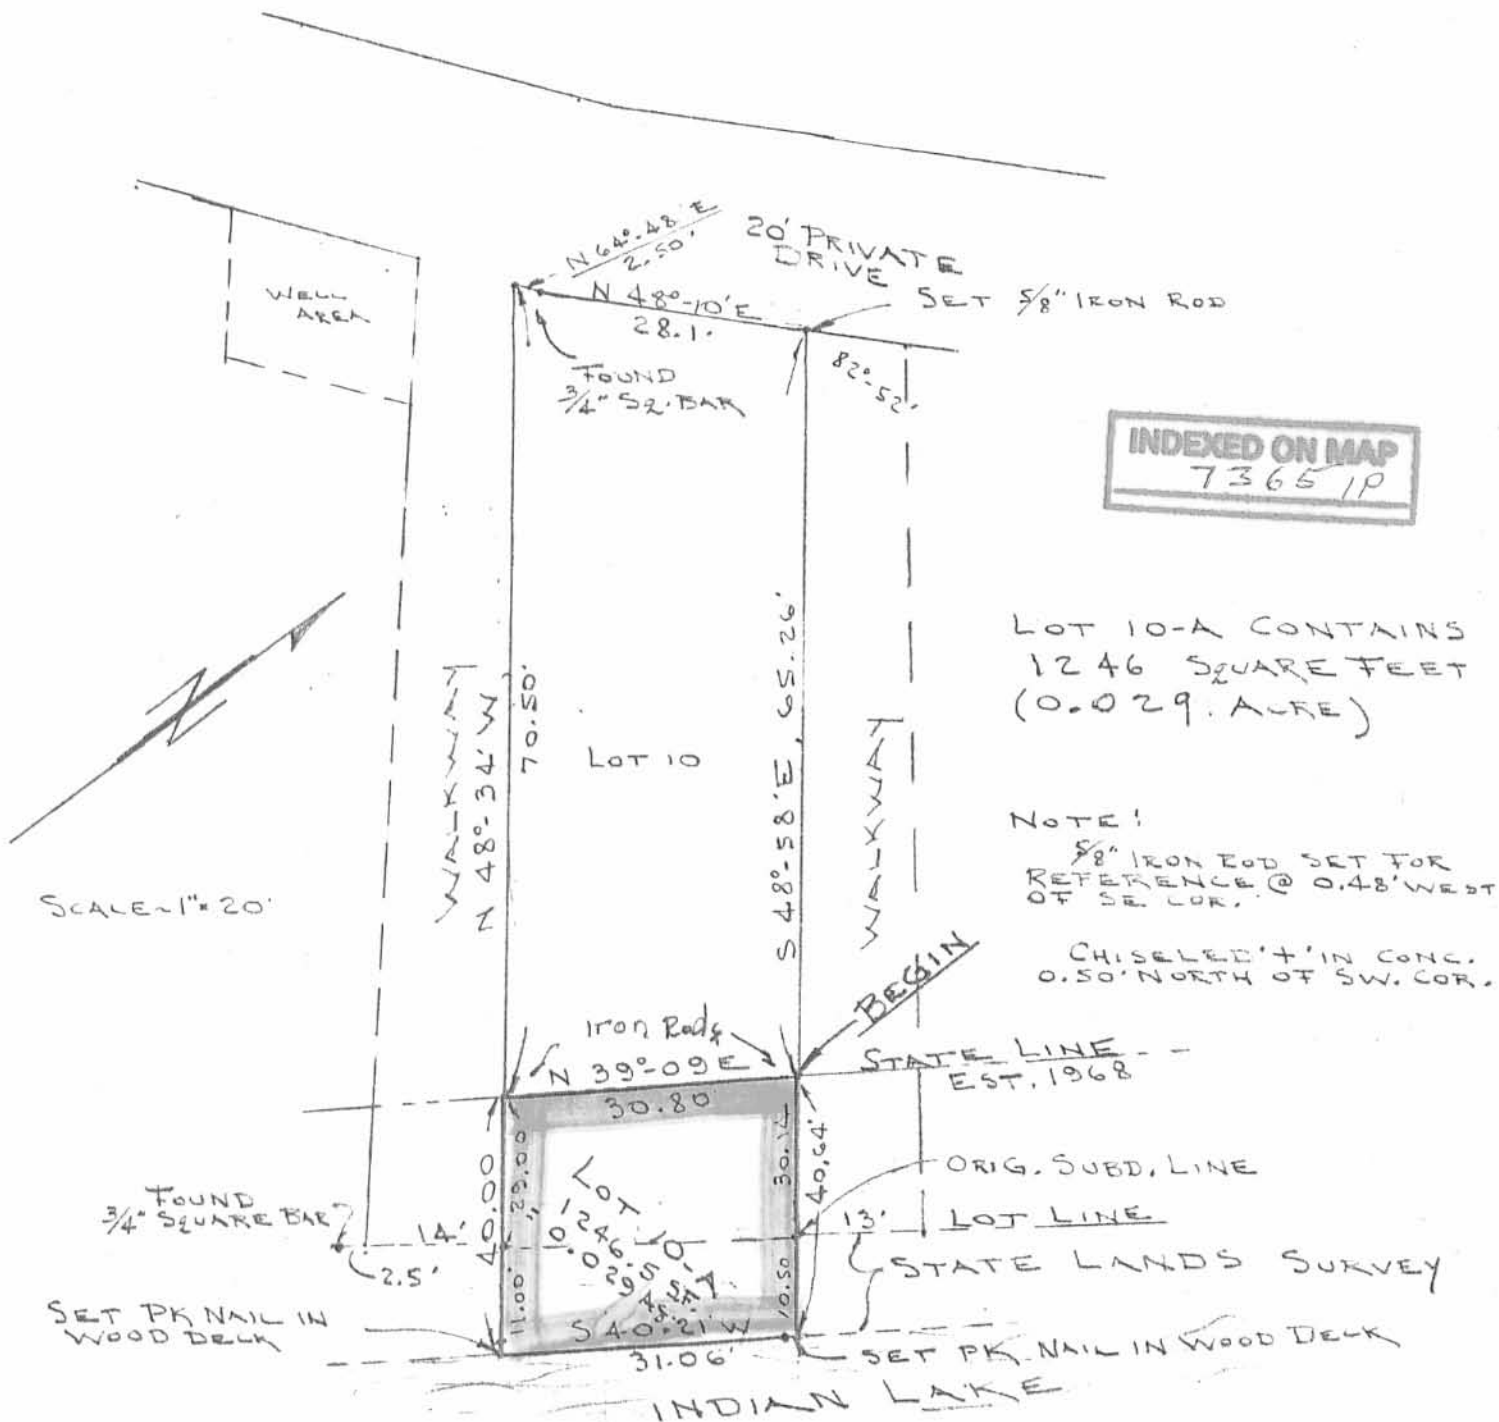 N 64°-48' E
2.50'
20' PRIVATE
DRIVE
N 48°-10' E
28.1.
SET 5/8" IRON ROD
WELL
AREA
FOUND
3/4" SQ. BAR
82°-52'
INDEXED ON MAP
7365 1P
LOT 10-A CONTAINS
1246 SQUARE FEET
(0.029. ACRE)
WALKWAY
N 48°-34' W
70.50'
LOT 10
S 48°-58' E, 65.26'
WALKWAY
NOTE!
5/8" IRON ROD SET FOR
REFERENCE @ 0.48' WEST
OF SE. COR.
CHISELED '+' IN CONC.
0.50' NORTH OF SW. COR.
SCALE~1"=20'
BEGIN
Iron Rods
N 39°-09 E
30.80
STATE LINE
EST. 1968
40.00
29.00
11.00'
LOT 10-A
1246.5 SF.
0.029 AC.
30.14
40.64'
10.50
ORIG. SUBD. LINE
FOUND
3/4" SQUARE BAR
14'
2.5'
13'
LOT LINE
STATE LANDS SURVEY
SET PK NAIL IN
WOOD DECK
S 40°-21' W
31.06'
SET PK NAIL IN WOOD DECK
INDIAN LAKE